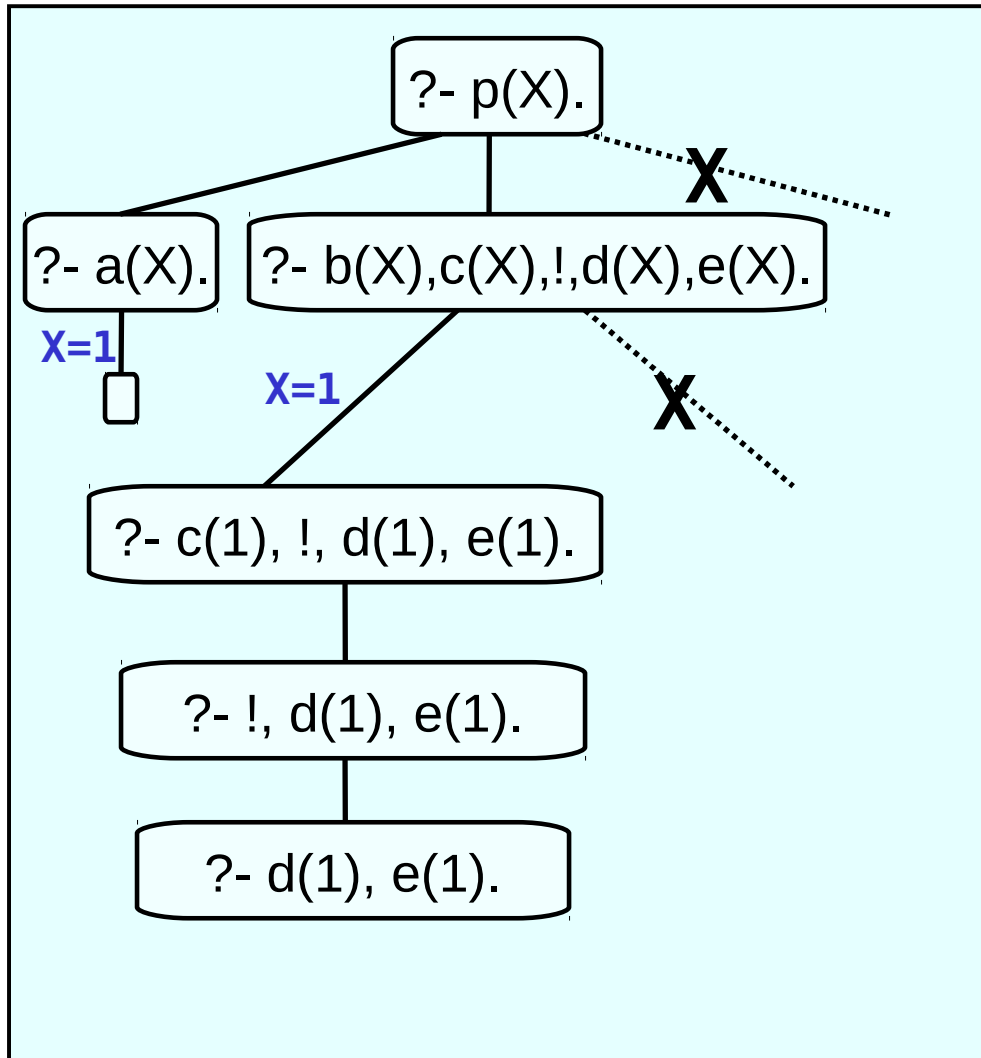 ?- p(X).
X
?- a(X).
?- b(X),c(X),!,d(X),e(X).
X=1
X=1
X
?- c(1), !, d(1), e(1).
?- !, d(1), e(1).
?- d(1), e(1).